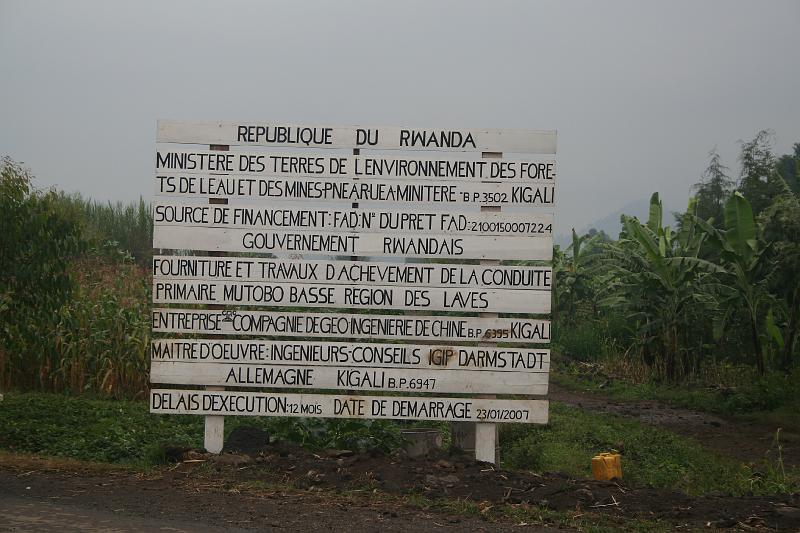 REPUBLIQUE DU RWANDA
MINISTERE DES TERRES DE L'ENVIRONNEMENT, DES FORE-
TS DE L'EAU ET DES MINES-PNEARUEAMINITERE B.P.3502 KIGALI
SOURCE DE FINANCEMENT: FAD: N° DU PRET FAD: 2100150007224
GOUVERNEMENT RWANDAIS
FOURNITURE ET TRAVAUX D'ACHEVEMENT DE LA CONDUITE
PRIMAIRE MUTOBO BASSE REGION DES LAVES
ENTREPRISE COMPAGNIE DE GEO INGENIERIE DE CHINE B.P.6395 KIGALI
MAITRE D'OEUVRE: INGENIEURS-CONSEILS IGIP DARMSTADT
ALLEMAGNE KIGALI B.P.6947
DELAIS D'EXECUTION: 12 MOIS DATE DE DEMARRAGE 23/01/2007